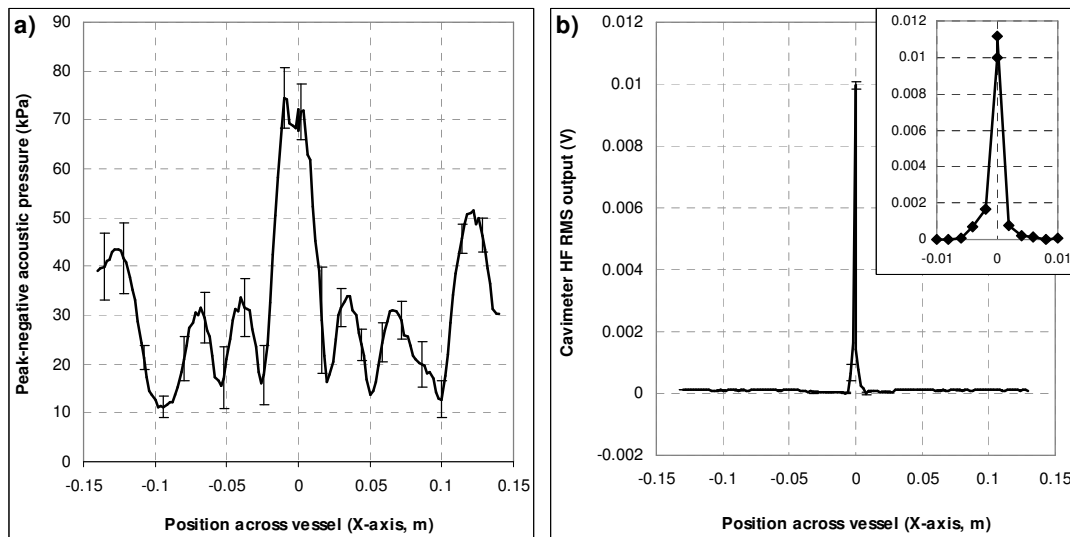 a)
Peak-negative acoustic pressure (kPa)
90
80
70
60
50
40
30
20
10
0
-0.15 -0.1 -0.05 0 0.05 0.1 0.15
Position across vessel (X-axis, m)
b)
Cavimeter HF RMS output (V)
0.012
0.01
0.008
0.006
0.004
0.002
0
-0.002
-0.15 -0.1 -0.05 0 0.05 0.1 0.15
Position across vessel (X-axis, m)
0.012
0.01
0.008
0.006
0.004
0.002
0
-0.01 0 0.01